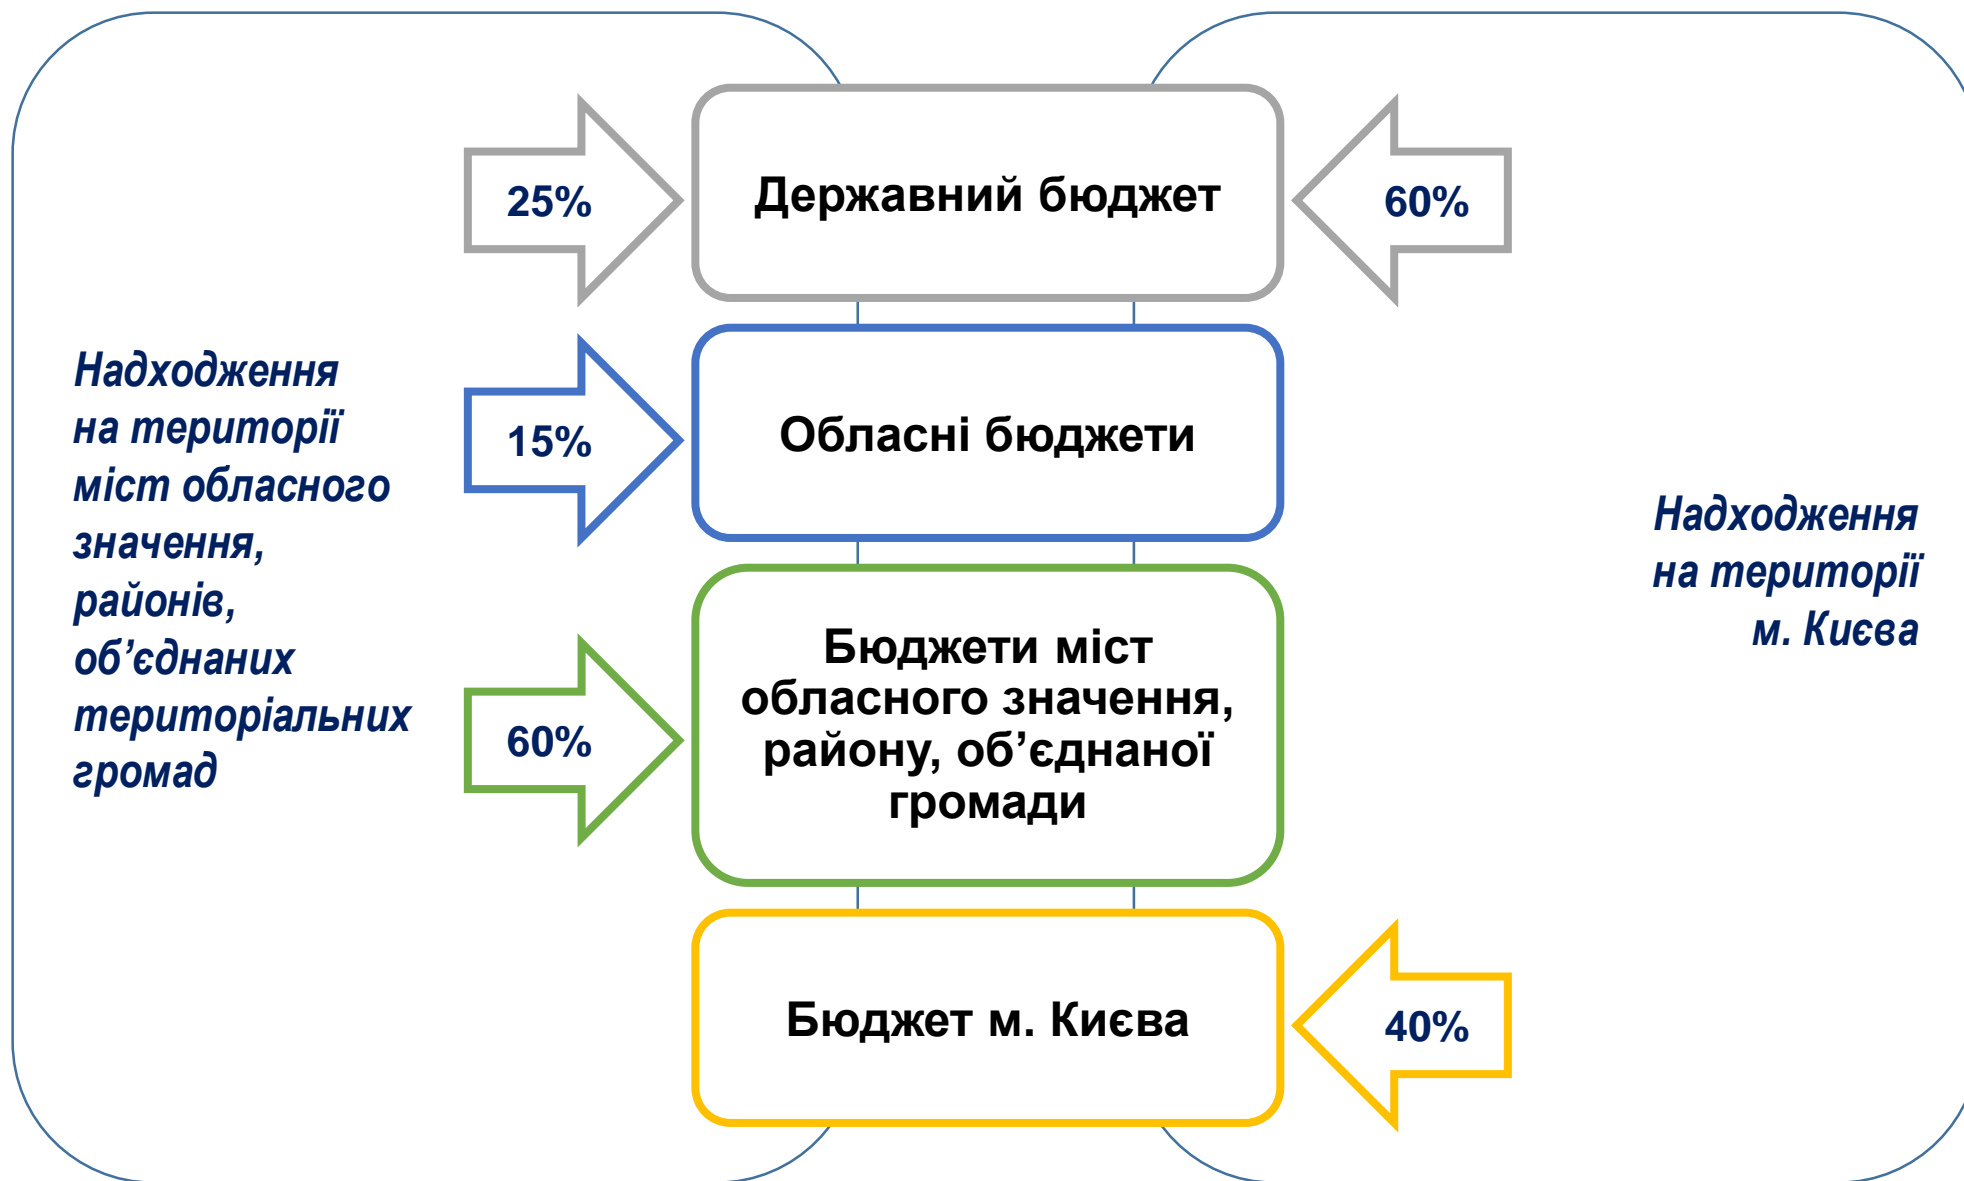 Надходження
на території
міст обласного
значення,
районів,
об’єднаних
територіальних
громад
25%
Державний бюджет
60%
15%
Обласні бюджети
60%
Бюджети міст
обласного значення,
району, об’єднаної
громади
Бюджет м. Києва
40%
Надходження
на території
м. Києва